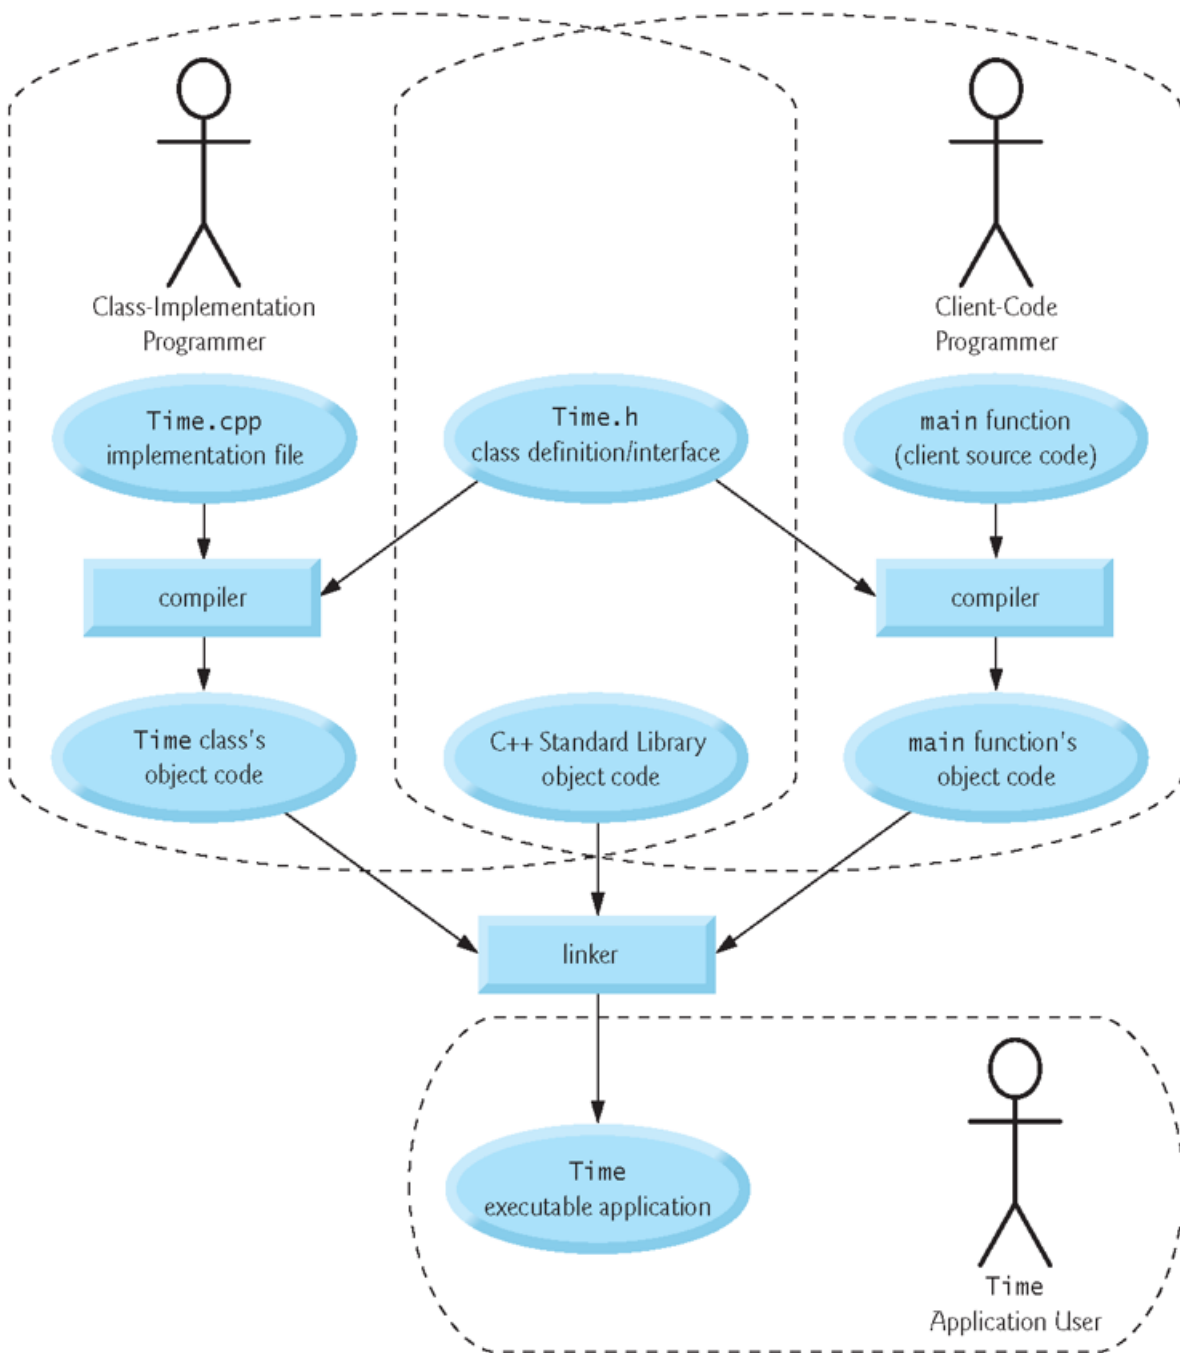 Class-Implementation
Programmer
Client-Code
Programmer
Time.cpp
implementation file
Time.h
class definition/interface
main function
(client source code)
compiler
compiler
Time class's
object code
C++ Standard Library
object code
main function's
object code
linker
Time
executable application
Time
Application User